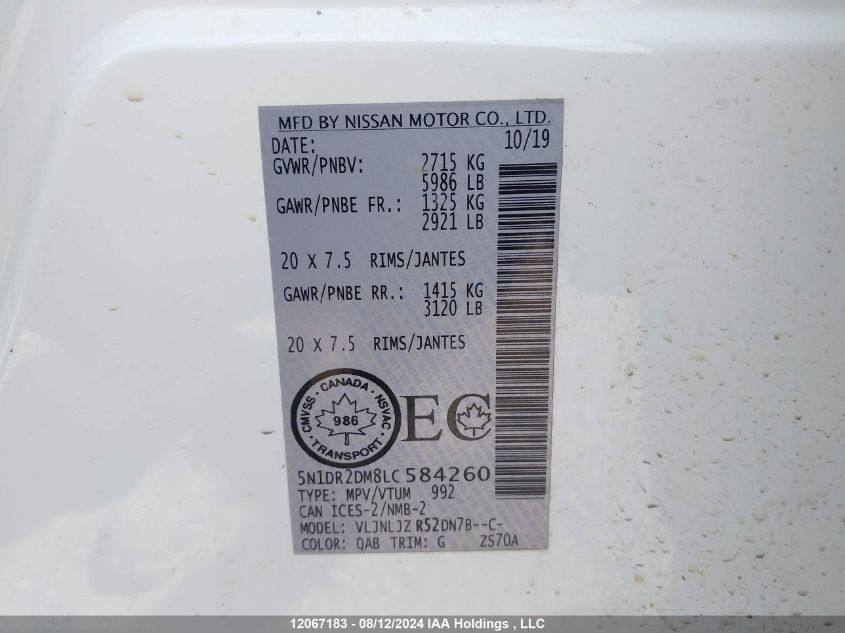 MFD BY NISSAN MOTOR CO., LTD.
DATE: 10/19
GVWR/PNBV: 2715 KG
5986 LB
GAWR/PNBE FR.: 1325 KG
2921 LB
20 X 7.5 RIMS/JANTES
GAWR/PNBE RR.: 1415 KG
3120 LB
20 X 7.5 RIMS/JANTES
CANADA
CMVSS · NSVAC
986
TRANSPORT
EC
5N1DR2DM8LC584260
TYPE: MPV/VTUM 992
CAN ICES-2/NMB-2
MODEL: VLJNLJZ R52DN7B--C-
COLOR: QAB TRIM: G ZS70A
12067183 - 08/12/2024 IAA Holdings , LLC